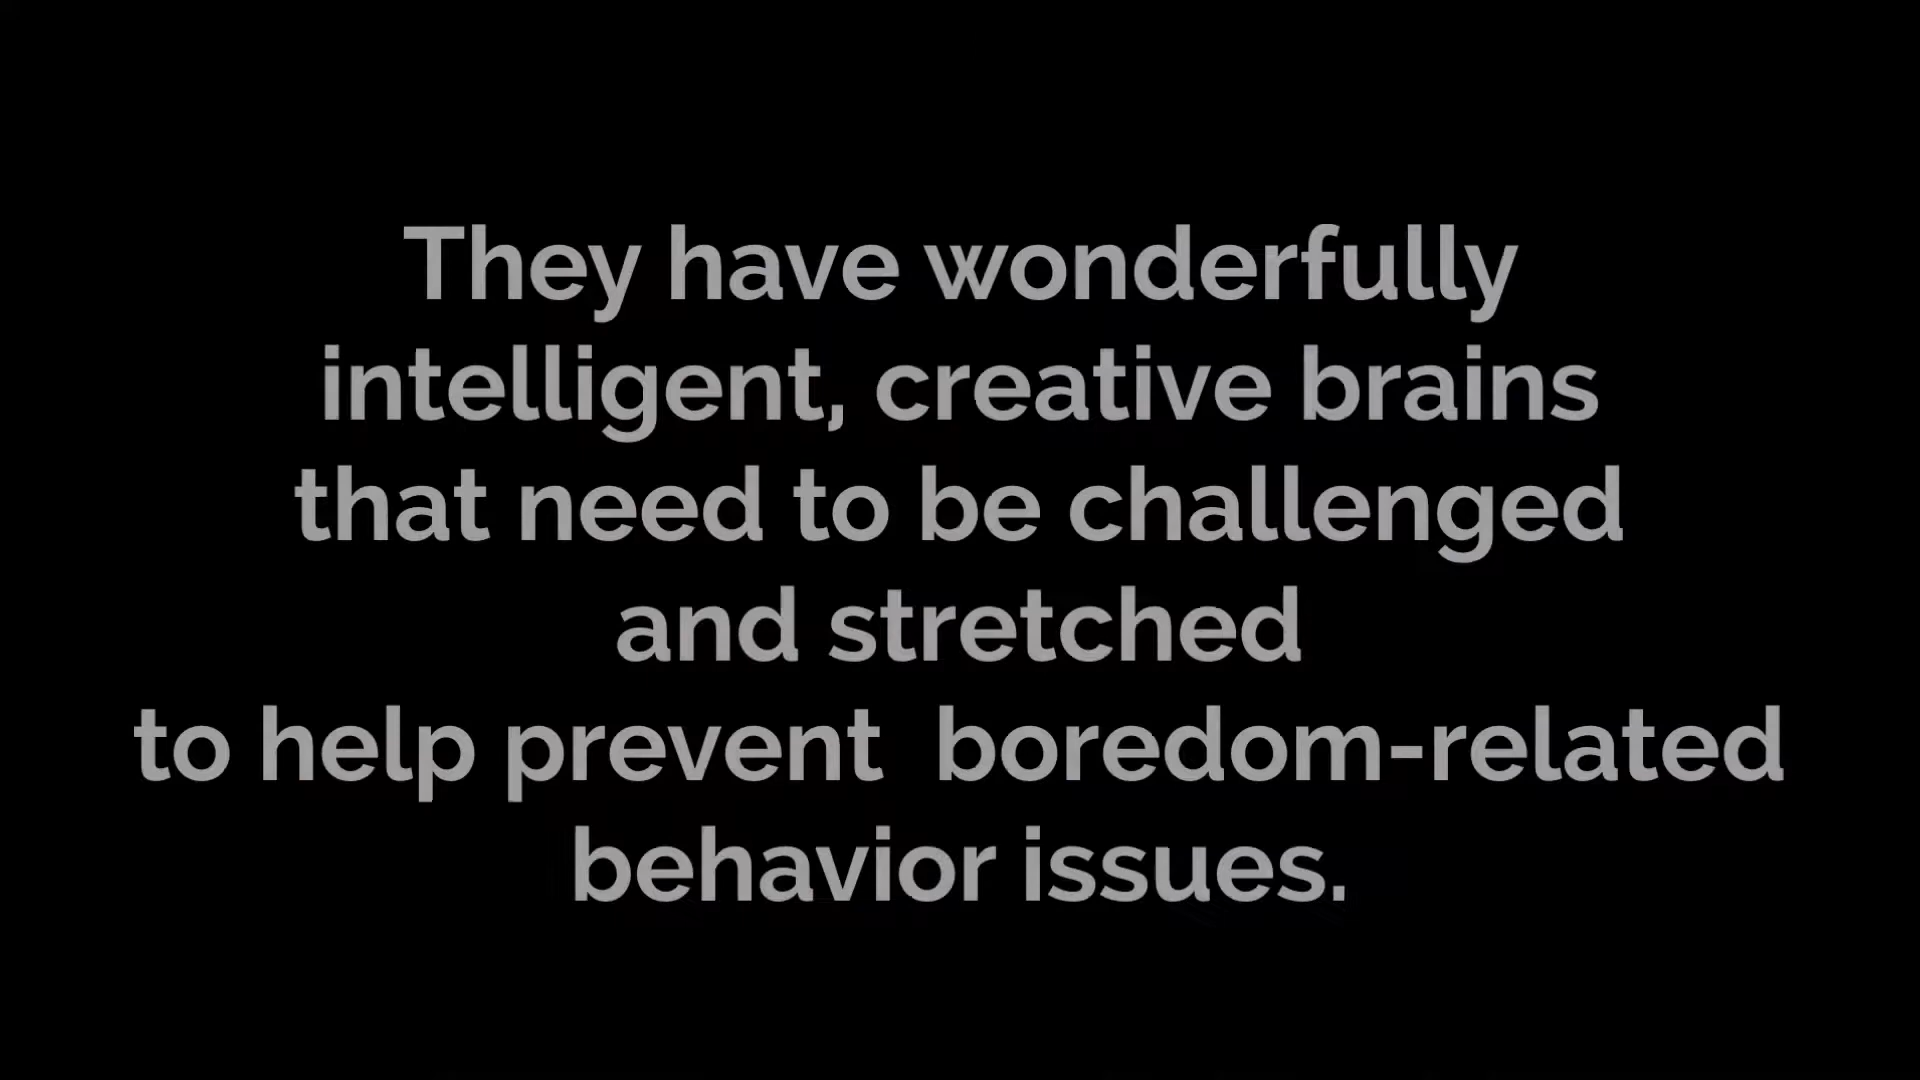 They have wonderfully
intelligent, creative brains
that need to be challenged
and stretched
to help prevent  boredom-related
behavior issues.